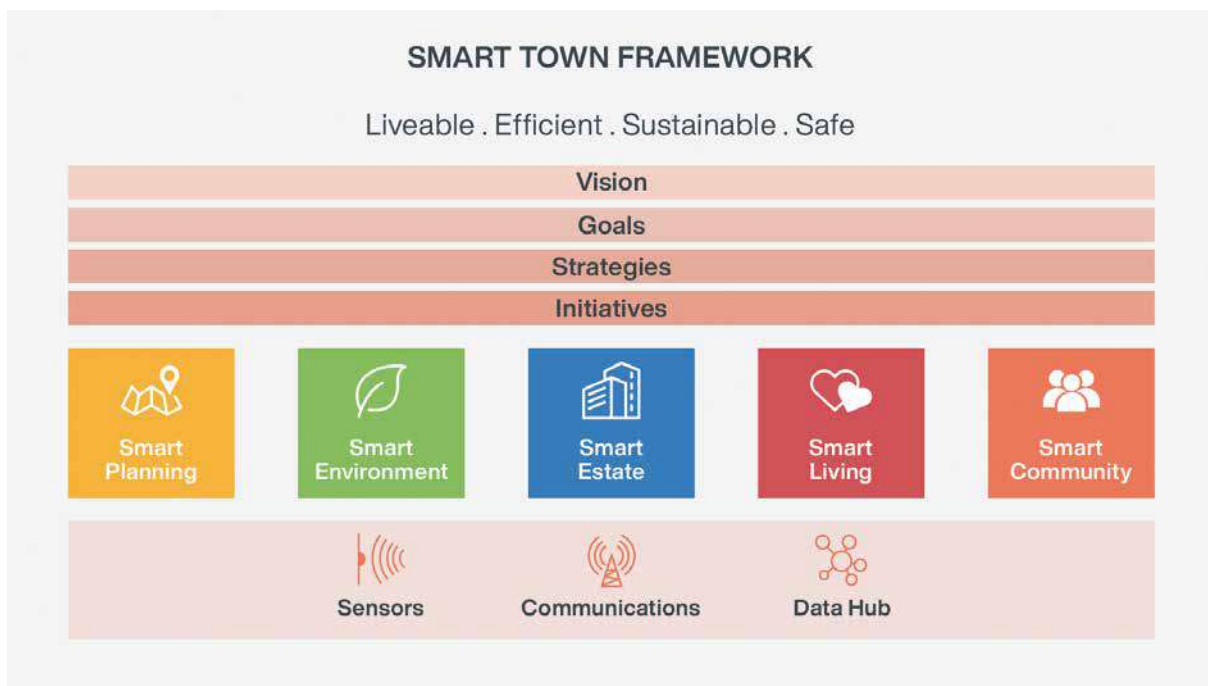 SMART TOWN FRAMEWORK
Liveable . Efficient . Sustainable . Safe
Vision
Goals
Strategies
Initiatives
Smart
Planning
Smart
Environment
Smart
Estate
Smart
Living
Smart
Community
Sensors
Communications
Data Hub